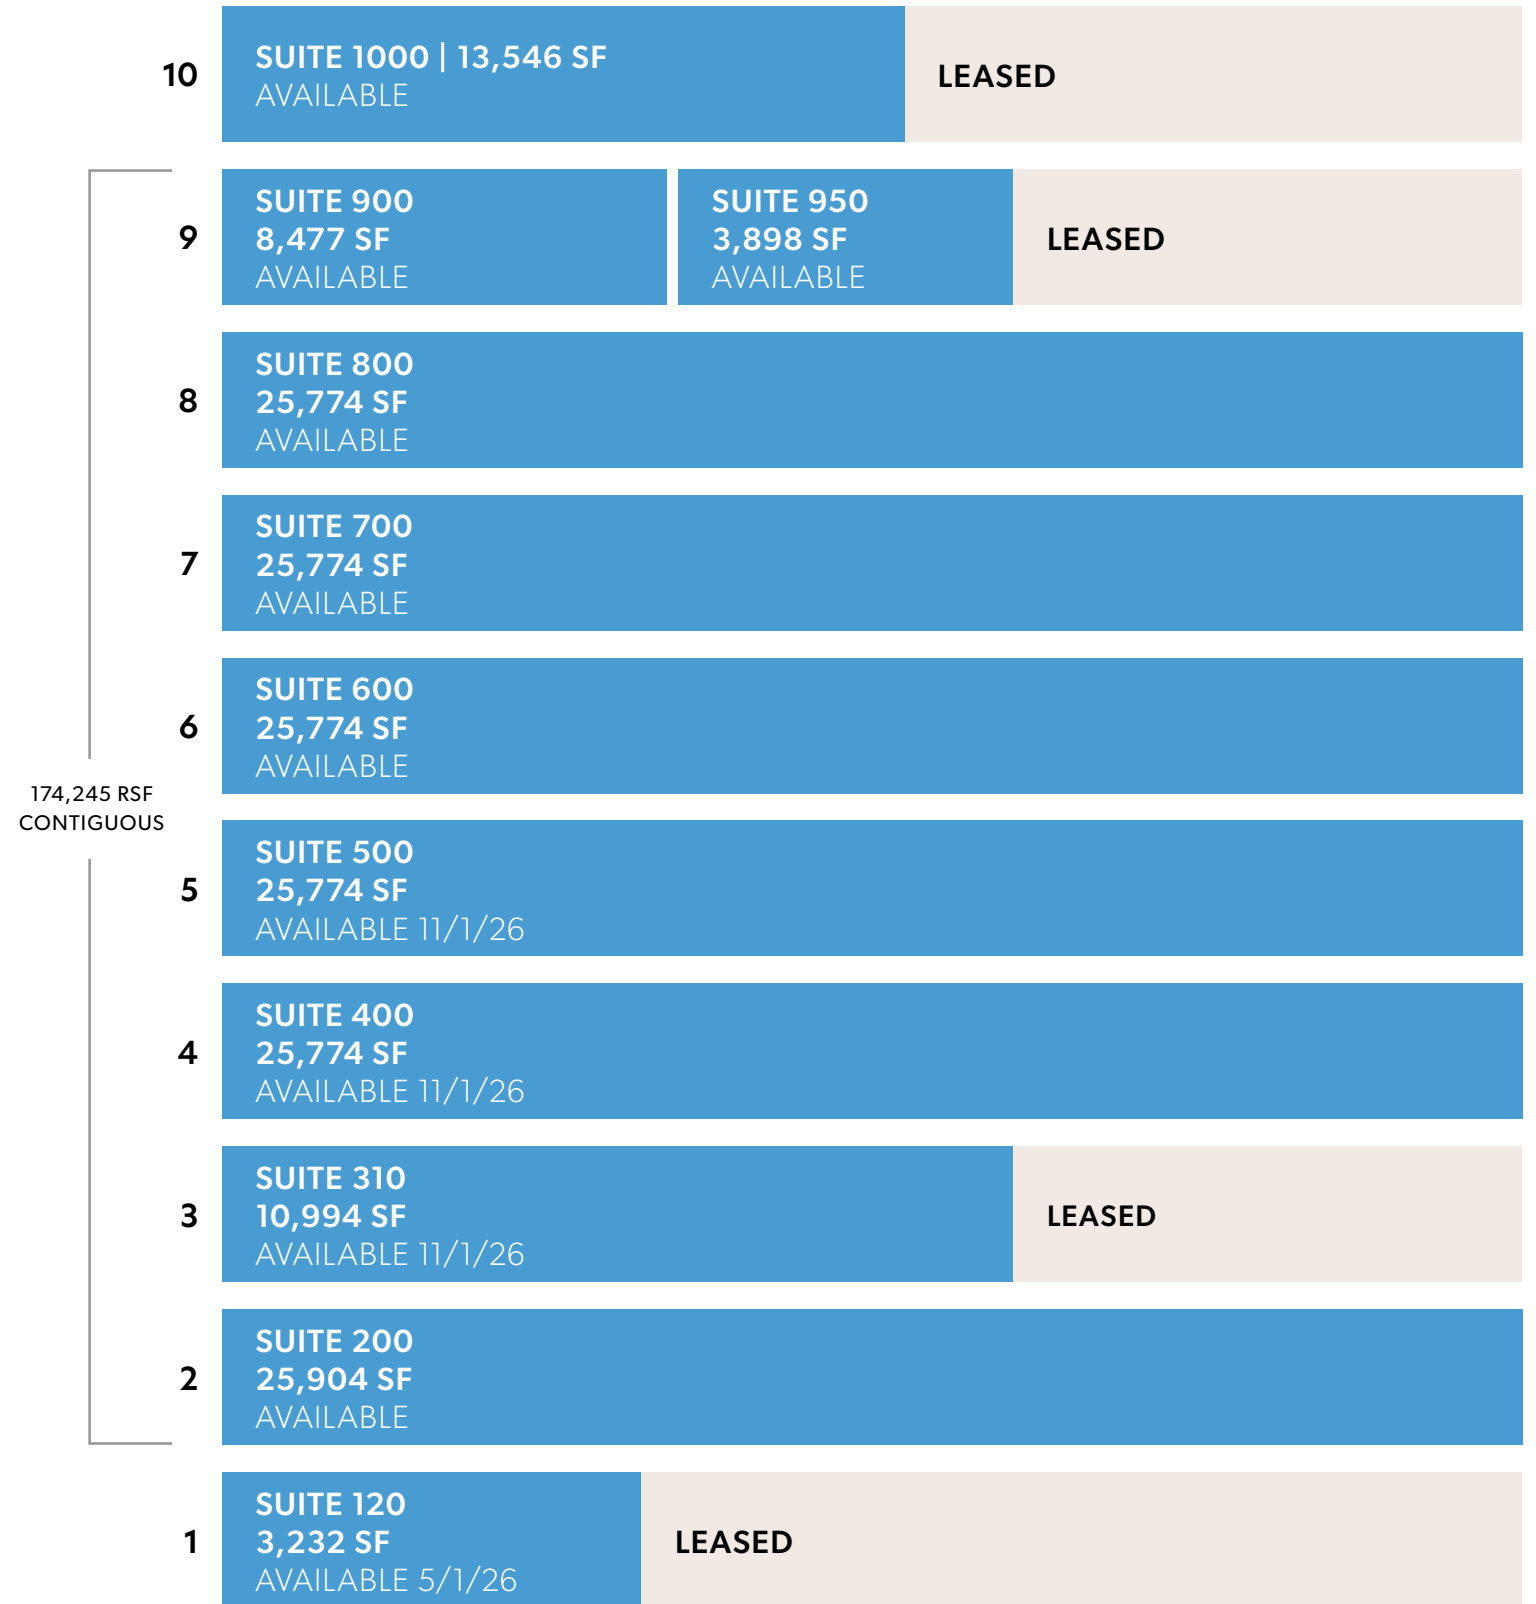 10
SUITE 1000 | 13,546 SF
AVAILABLE
LEASED
9
SUITE 900
8,477 SF
AVAILABLE
SUITE 950
3,898 SF
AVAILABLE
LEASED
8
SUITE 800
25,774 SF
AVAILABLE
7
SUITE 700
25,774 SF
AVAILABLE
6
SUITE 600
25,774 SF
AVAILABLE
174,245 RSF
CONTIGUOUS
5
SUITE 500
25,774 SF
AVAILABLE 11/1/26
4
SUITE 400
25,774 SF
AVAILABLE 11/1/26
3
SUITE 310
10,994 SF
AVAILABLE 11/1/26
LEASED
2
SUITE 200
25,904 SF
AVAILABLE
1
SUITE 120
3,232 SF
AVAILABLE 5/1/26
LEASED